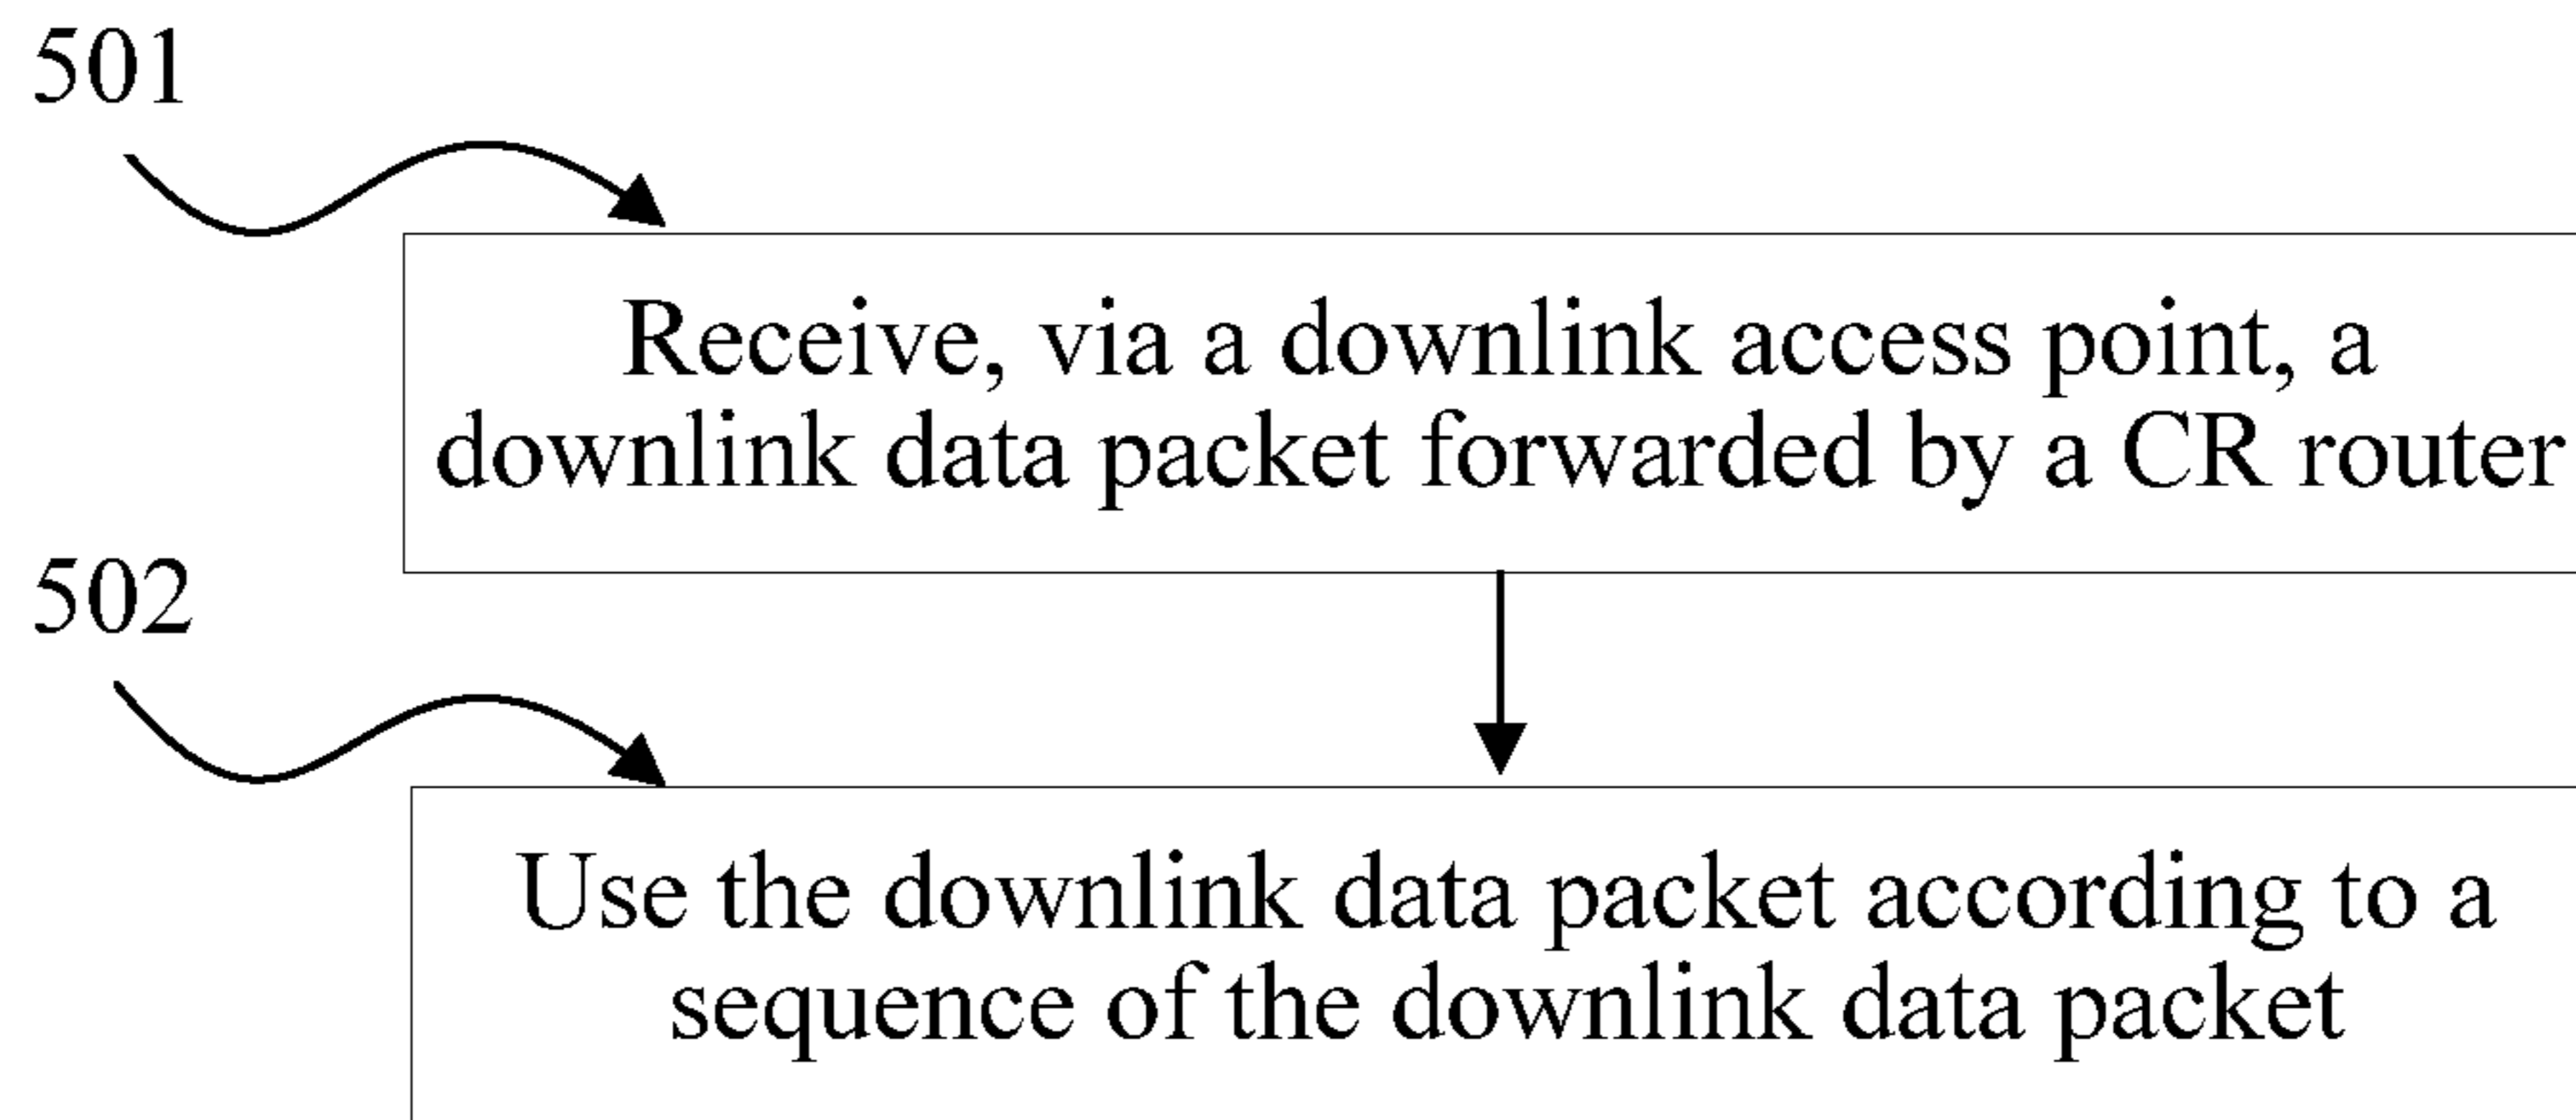 501
Receive, via a downlink access point, a
downlink data packet forwarded by a CR router
502
Use the downlink data packet according to a
sequence of the downlink data packet